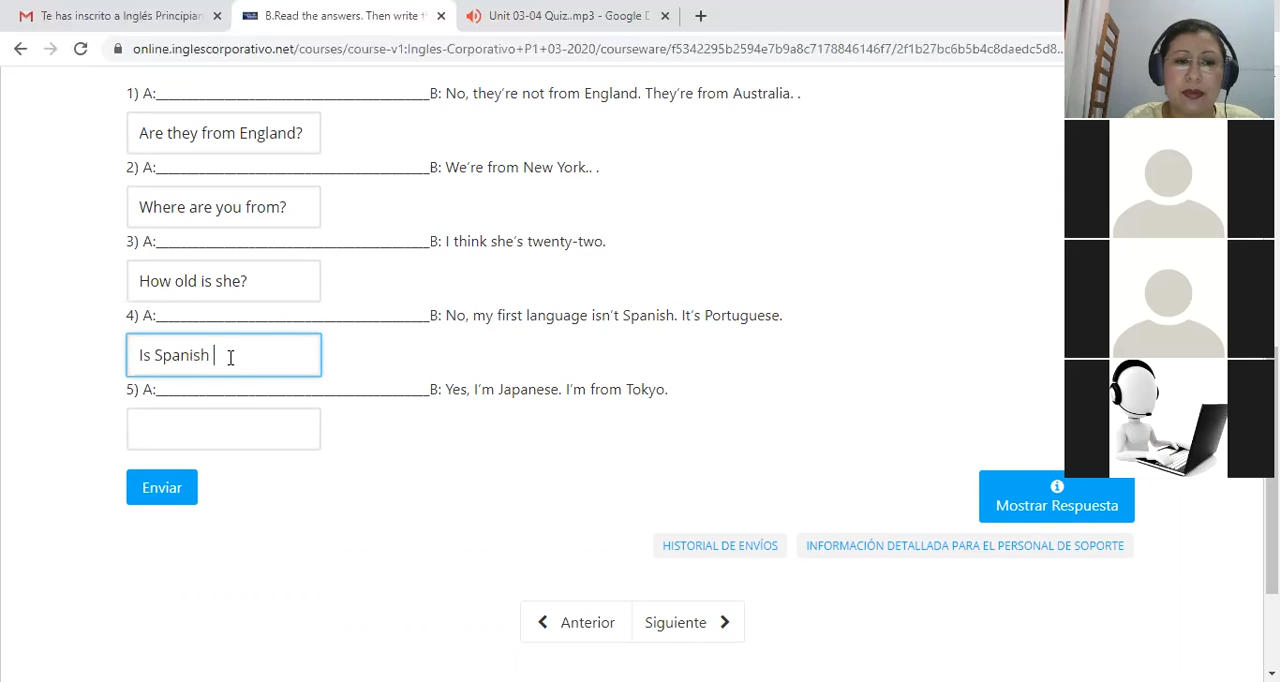 Te has inscrito a Inglés Principian
B.Read the answers. Then write t
Unit 03-04 Quiz..mp3 - Google D
online.inglescorporativo.net/courses/course-v1:Ingles-Corporativo+P1+03-2020/courseware/f5342295b2594e7b9a8c7178846146f7/2f1b27bc6b5b4c8daedc5d8...
1) A:___________________________________B: No, they're not from England. They're from Australia. .
Are they from England?
2) A:___________________________________B: We're from New York.. .
Where are you from?
3) A:___________________________________B: I think she's twenty-two.
How old is she?
4) A:___________________________________B: No, my first language isn't Spanish. It's Portuguese.
Is Spanish
5) A:___________________________________B: Yes, I'm Japanese. I'm from Tokyo.
Enviar
Mostrar Respuesta
HISTORIAL DE ENVÍOS
INFORMACIÓN DETALLADA PARA EL PERSONAL DE SOPORTE
Anterior
Siguiente